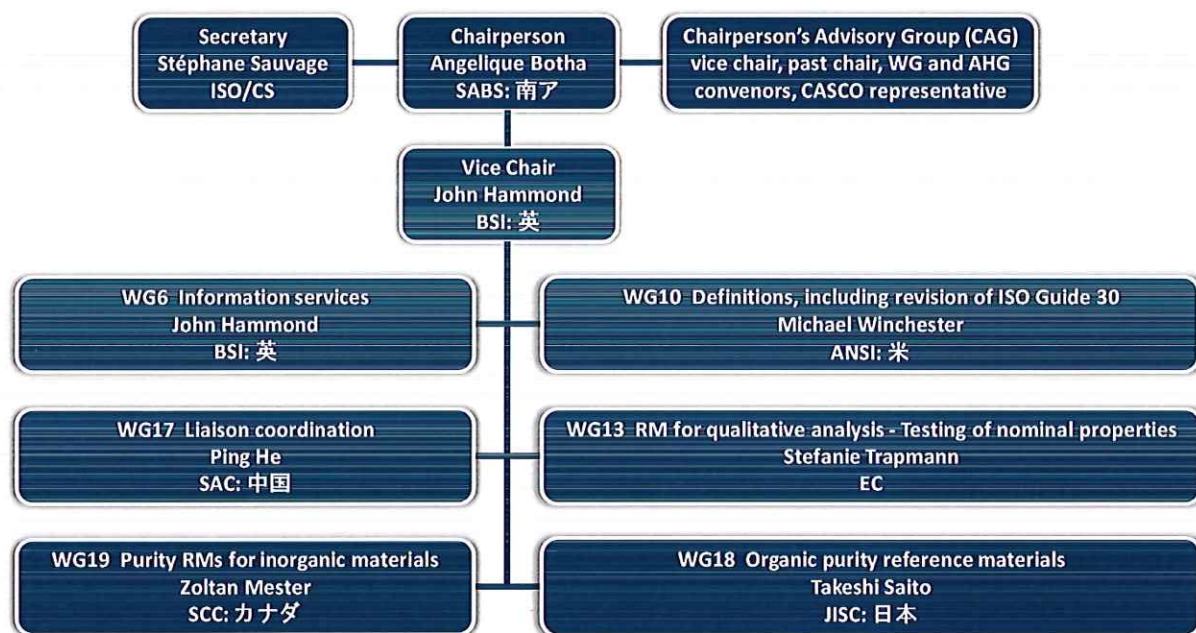 Secretary
Stéphane Sauvage
ISO/CS
Chairperson
Angelique Botha
SABS: 南ア
Chairperson's Advisory Group (CAG)
vice chair, past chair, WG and AHG
convenors, CASCO representative
Vice Chair
John Hammond
BSI: 英
WG6 Information services
John Hammond
BSI: 英
WG10 Definitions, including revision of ISO Guide 30
Michael Winchester
ANSI: 米
WG17 Liaison coordination
Ping He
SAC: 中国
WG13 RM for qualitative analysis - Testing of nominal properties
Stefanie Trapmann
EC
WG19 Purity RMs for inorganic materials
Zoltan Mester
SCC: カナダ
WG18 Organic purity reference materials
Takeshi Saito
JISC: 日本